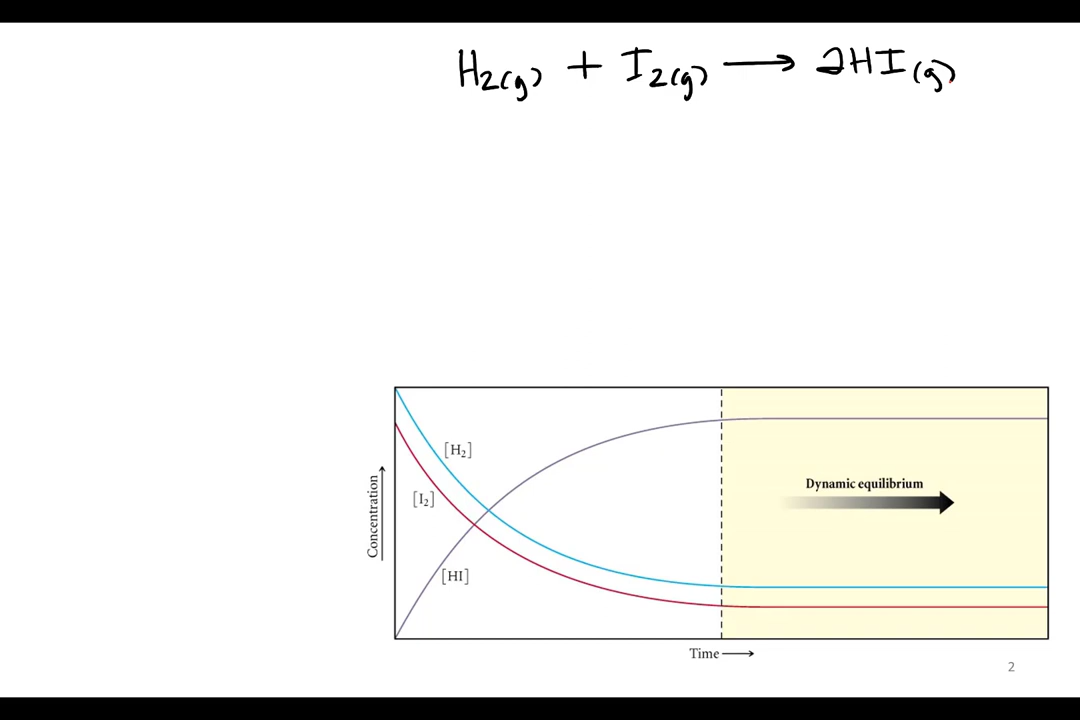 H₂(g) + I₂(g) ⟶ 2HI(g)
[H₂]
[I₂]
[HI]
Concentration
Dynamic equilibrium
Time
2